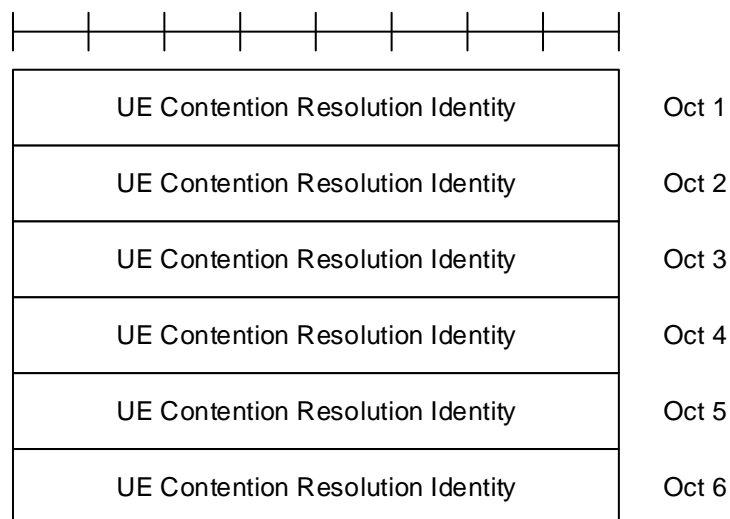 UE Contention Resolution Identity Oct 1
UE Contention Resolution Identity Oct 2
UE Contention Resolution Identity Oct 3
UE Contention Resolution Identity Oct 4
UE Contention Resolution Identity Oct 5
UE Contention Resolution Identity Oct 6